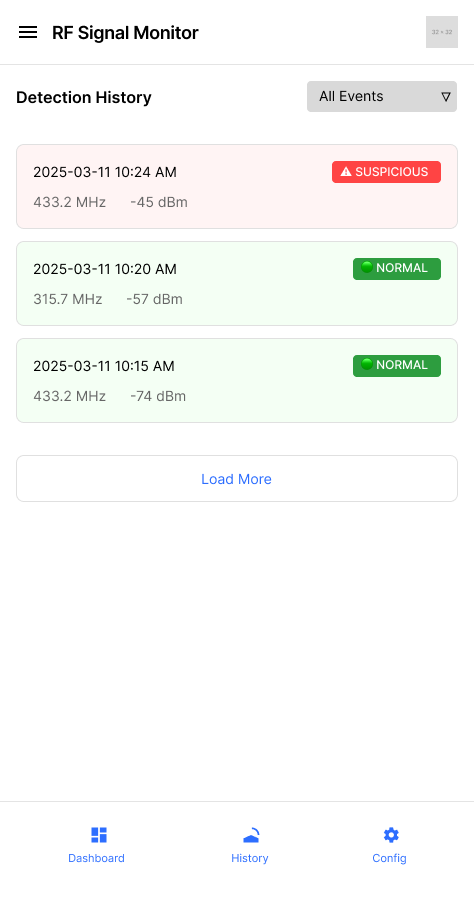 RF Signal Monitor
32 × 32
Detection History
All Events
2025-03-11 10:24 AM
SUSPICIOUS
433.2 MHz -45 dBm
2025-03-11 10:20 AM
NORMAL
315.7 MHz -57 dBm
2025-03-11 10:15 AM
NORMAL
433.2 MHz -74 dBm
Load More
Dashboard
History
Config